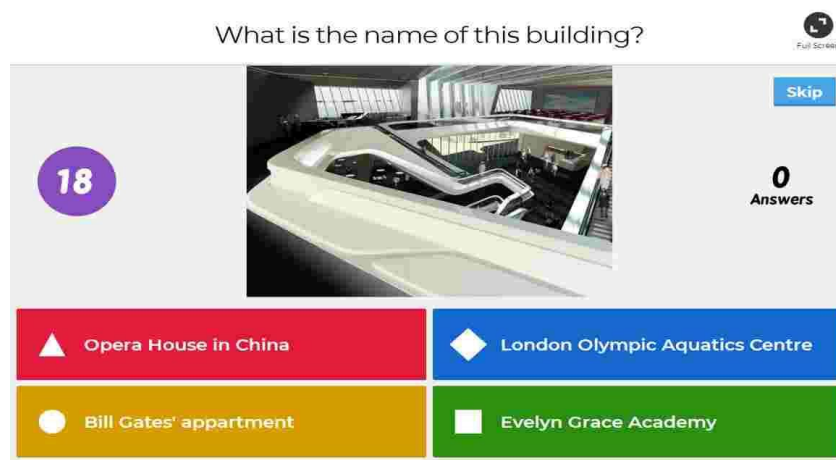 What is the name of this building?
Full Screen
Skip
18
0
Answers
Opera House in China
London Olympic Aquatics Centre
Bill Gates' appartment
Evelyn Grace Academy